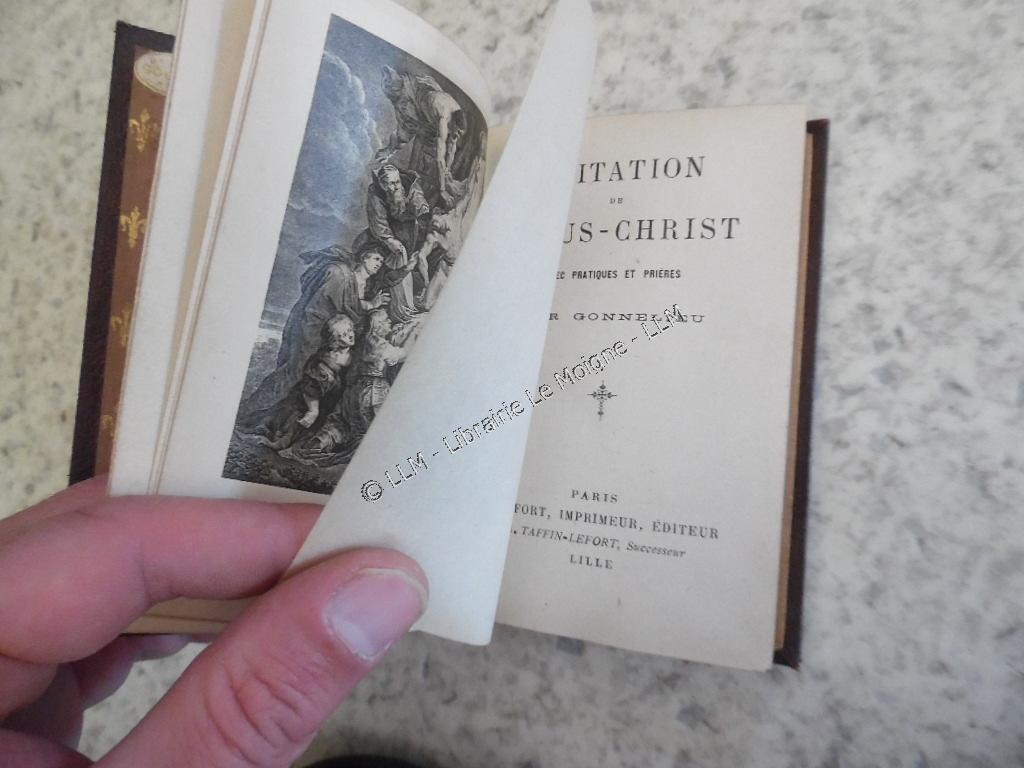 ITATION
DE
US-CHRIST
EC PRATIQUES ET PRIÈRES
R GONNELIEU
PARIS
FORT, IMPRIMEUR, ÉDITEUR
. TAFFIN-LEFORT, Successeur
LILLE
© LLM - Librairie Le Moigne - LLM